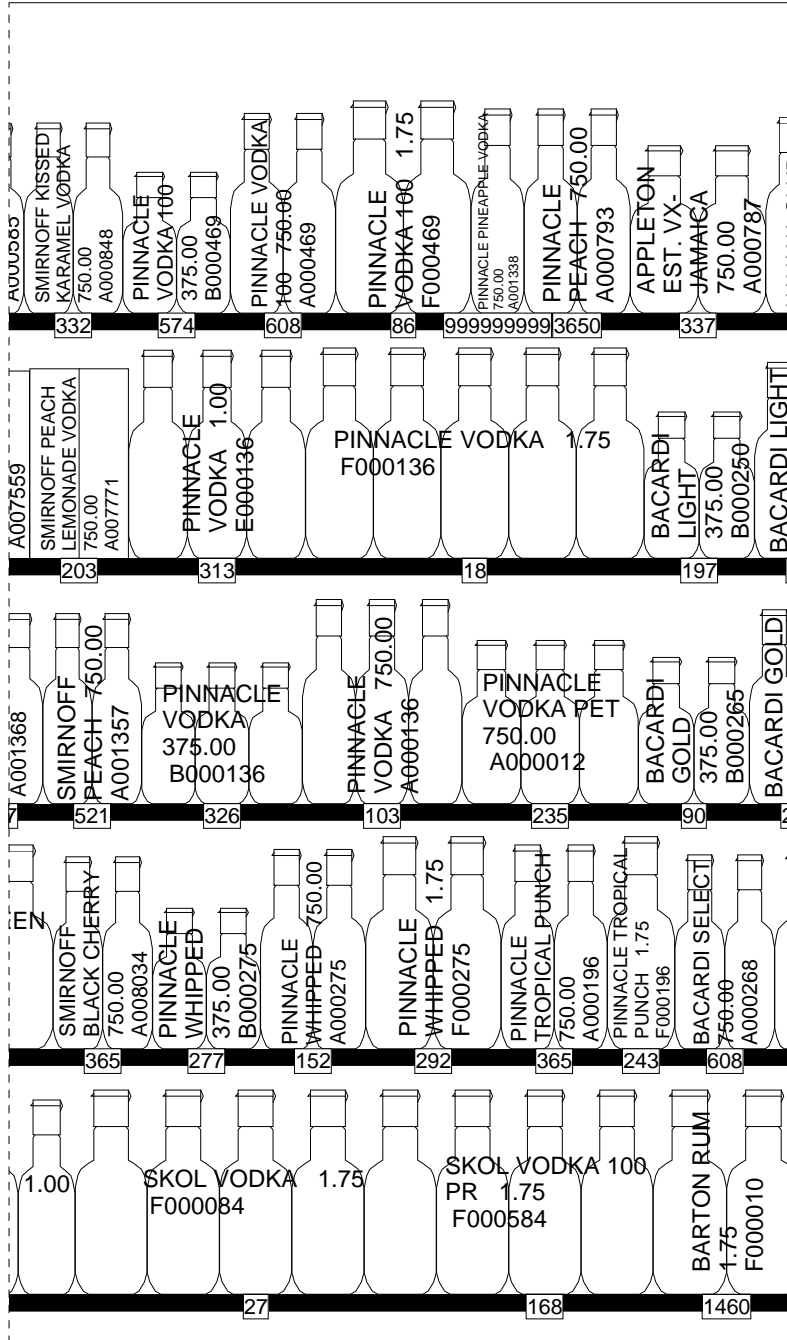 A000585
SMIRNOFF KISSED
KARAMEL VODKA
750.00
A000848
PINNACLE
VODKA 100
375.00
B000469
PINNACLE VODKA
100 750.00
A000469
PINNACLE 1.75
VODKA 100
F000469
PINNACLE PINEAPPLE VODKA
750.00
A001338
PINNACLE
PEACH 750.00
A000793
APPLETON
EST. VX-
JAMAICA
750.00
A000787
332
574
608
86
999999999
3650
337
A007559
SMIRNOFF PEACH
LEMONADE VODKA
750.00
A007771
PINNACLE
VODKA 1.00
E000136
PINNACLE VODKA 1.75
F000136
BACARDI
LIGHT
375.00
B000250
BACARDI LIGHT
203
313
18
197
A001368
SMIRNOFF
PEACH 750.00
A001357
PINNACLE
VODKA
375.00
B000136
PINNACLE
VODKA 750.00
A000136
PINNACLE
VODKA PET
750.00
A000012
BACARDI
GOLD
375.00
B000265
BACARDI GOLD
7
521
326
103
235
90
2
EEN
SMIRNOFF
BLACK CHERRY
750.00
A008034
PINNACLE
WHIPPED
375.00
B000275
PINNACLE
WHIPPED 750.00
A000275
PINNACLE
WHIPPED 1.75
F000275
PINNACLE
TROPICAL PUNCH
750.00
A000196
PINNACLE TROPICAL
PUNCH 1.75
F000196
BACARDI SELECT
750.00
A000268
365
277
152
292
365
243
608
1.00
SKOL VODKA 1.75
F000084
SKOL VODKA 100
PR 1.75
F000584
BARTON RUM
1.75
F000010
27
168
1460